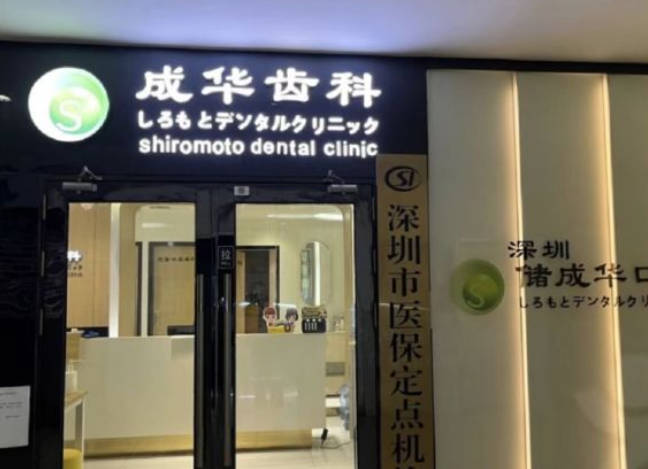 成华齿科
しろもとデンタルクリニック
shiromoto dental clinic
S
SI
深圳市医保定点机
深圳
储成华口
しろもとデンタルクリ
S
拉